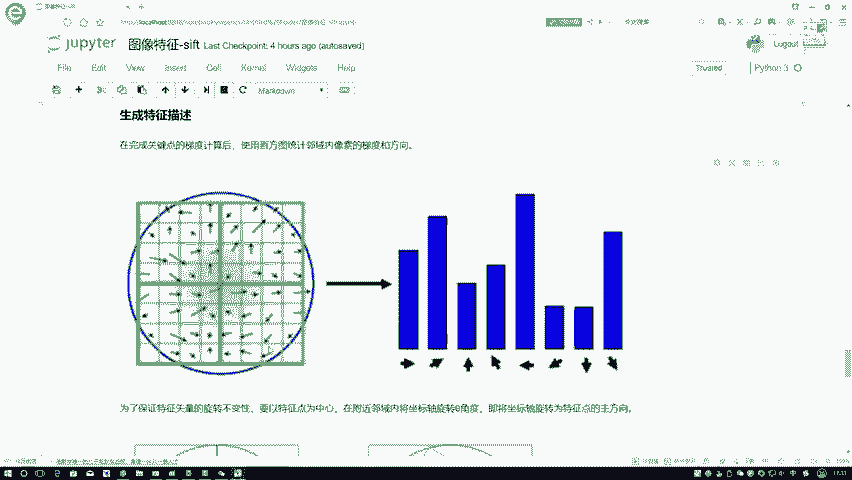 jupyter 图像特征-sift Last Checkpoint: 4 hours ago (autosaved)
Logout
File Edit View Insert Cell Kernel Widgets Help
Trusted
Python 3
Markdown
生成特征描述
在完成关键点的梯度计算后，使用直方图统计邻域内像素的梯度和方向。
为了保证特征矢量的旋转不变性，要以特征点为中心，在附近邻域内将坐标轴旋转θ角度，即将坐标轴旋转为特征点的主方向。